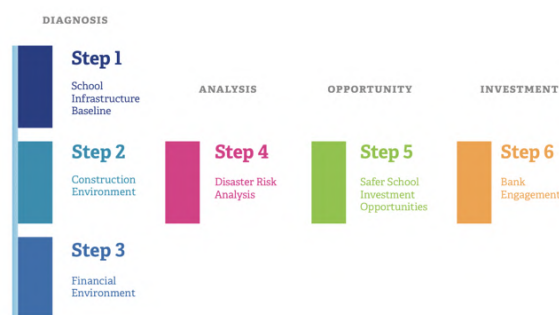 DIAGNOSIS
Step 1
School
Infrastructure
Baseline
Step 2
Construction
Environment
Step 3
Financial
Environment
ANALYSIS
Step 4
Disaster Risk
Analysis
OPPORTUNITY
Step 5
Safer School
Investment
Opportunities
INVESTMENT
Step 6
Bank
Engagement